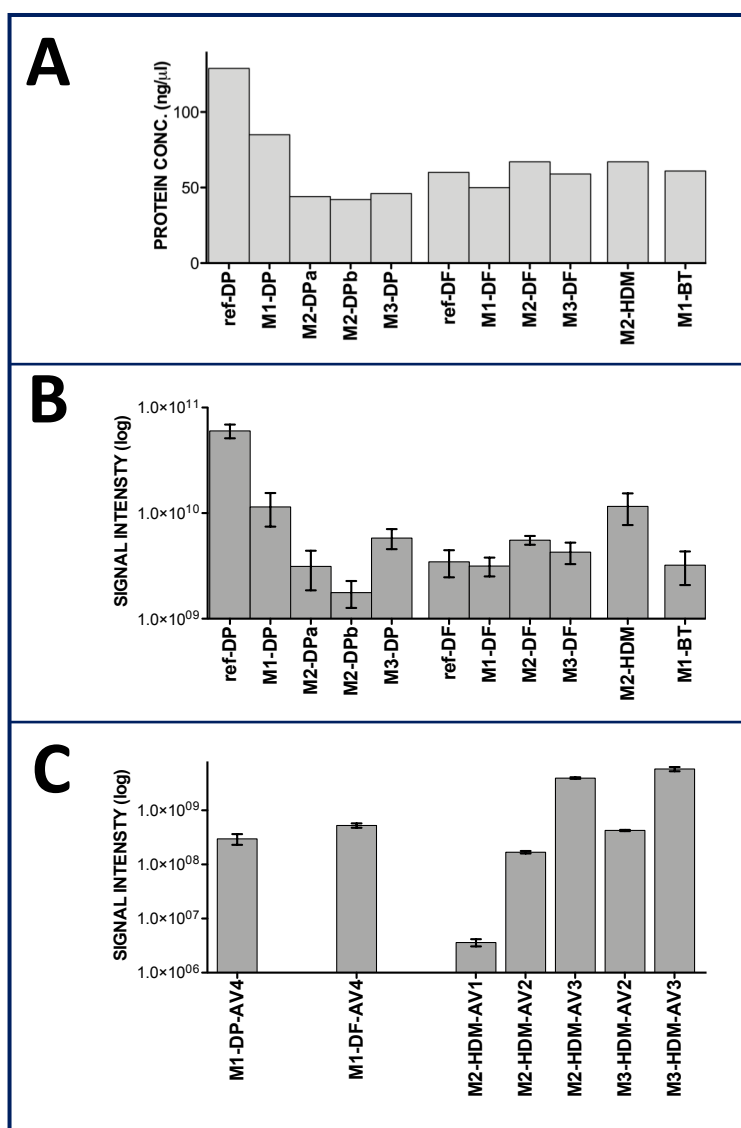 A
PROTEIN CONC. (ng/µl)
100
50
0
ref-DP
M1-DP
M2-DPa
M2-DPb
M3-DP
ref-DF
M1-DF
M2-DF
M3-DF
M2-HDM
M1-BT
B
SIGNAL INTENSTY (log)
1.0×10¹¹
1.0×10¹⁰
1.0×10⁰⁹
ref-DP
M1-DP
M2-DPa
M2-DPb
M3-DP
ref-DF
M1-DF
M2-DF
M3-DF
M2-HDM
M1-BT
C
SIGNAL INTENSTY (log)
1.0×10⁰⁹
1.0×10⁰⁸
1.0×10⁰⁷
1.0×10⁰⁶
M1-DP-AV4
M1-DF-AV4
M2-HDM-AV1
M2-HDM-AV2
M2-HDM-AV3
M3-HDM-AV2
M3-HDM-AV3